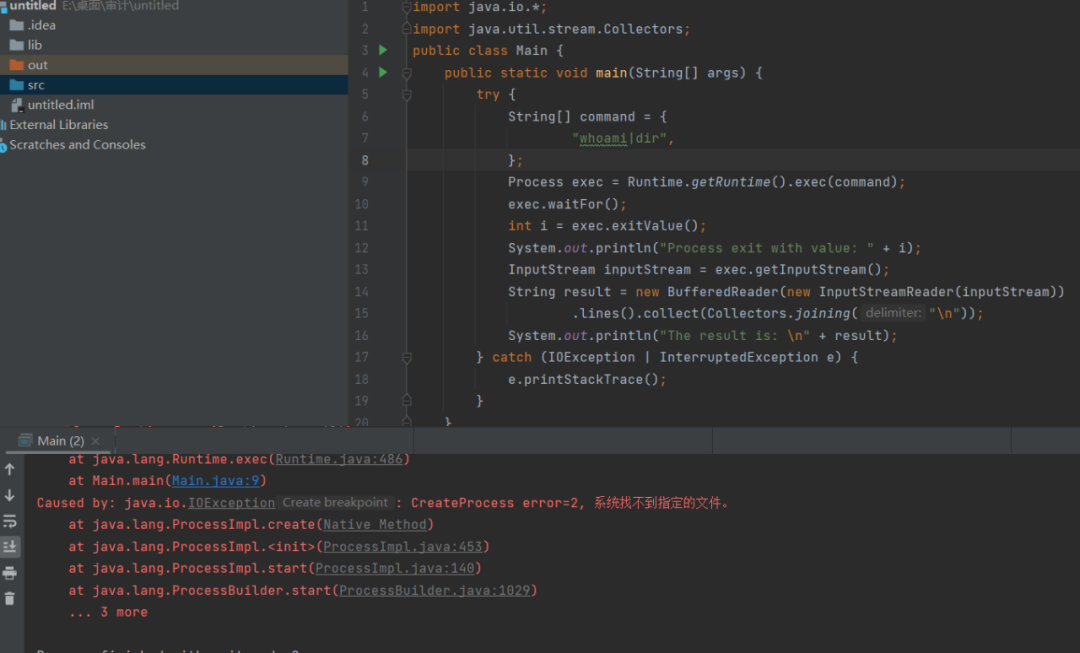 untitled E:\桌面\审计\untitled
.idea
lib
out
src
untitled.iml
External Libraries
Scratches and Consoles
1 import java.io.*;
2 import java.util.stream.Collectors;
3 public class Main {
4 public static void main(String[] args) {
5 try {
6 String[] command = {
7 "whoami|dir",
8 };
9 Process exec = Runtime.getRuntime().exec(command);
10 exec.waitFor();
11 int i = exec.exitValue();
12 System.out.println("Process exit with value: " + i);
13 InputStream inputStream = exec.getInputStream();
14 String result = new BufferedReader(new InputStreamReader(inputStream))
15 .lines().collect(Collectors.joining( delimiter: "\n"));
16 System.out.println("The result is: \n" + result);
17 } catch (IOException | InterruptedException e) {
18 e.printStackTrace();
19 }
20 }
Main (2)
at java.lang.Runtime.exec(Runtime.java:486)
at Main.main(Main.java:9)
Caused by: java.io.IOException Create breakpoint : CreateProcess error=2, 系统找不到指定的文件。
at java.lang.ProcessImpl.create(Native Method)
at java.lang.ProcessImpl.<init>(ProcessImpl.java:453)
at java.lang.ProcessImpl.start(ProcessImpl.java:140)
at java.lang.ProcessBuilder.start(ProcessBuilder.java:1029)
... 3 more